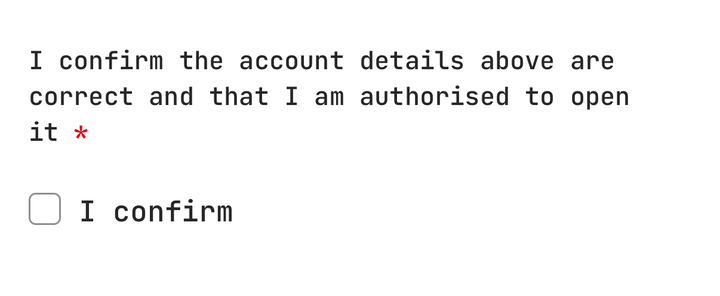 I confirm the account details above are
correct and that I am authorised to open
it *
I confirm